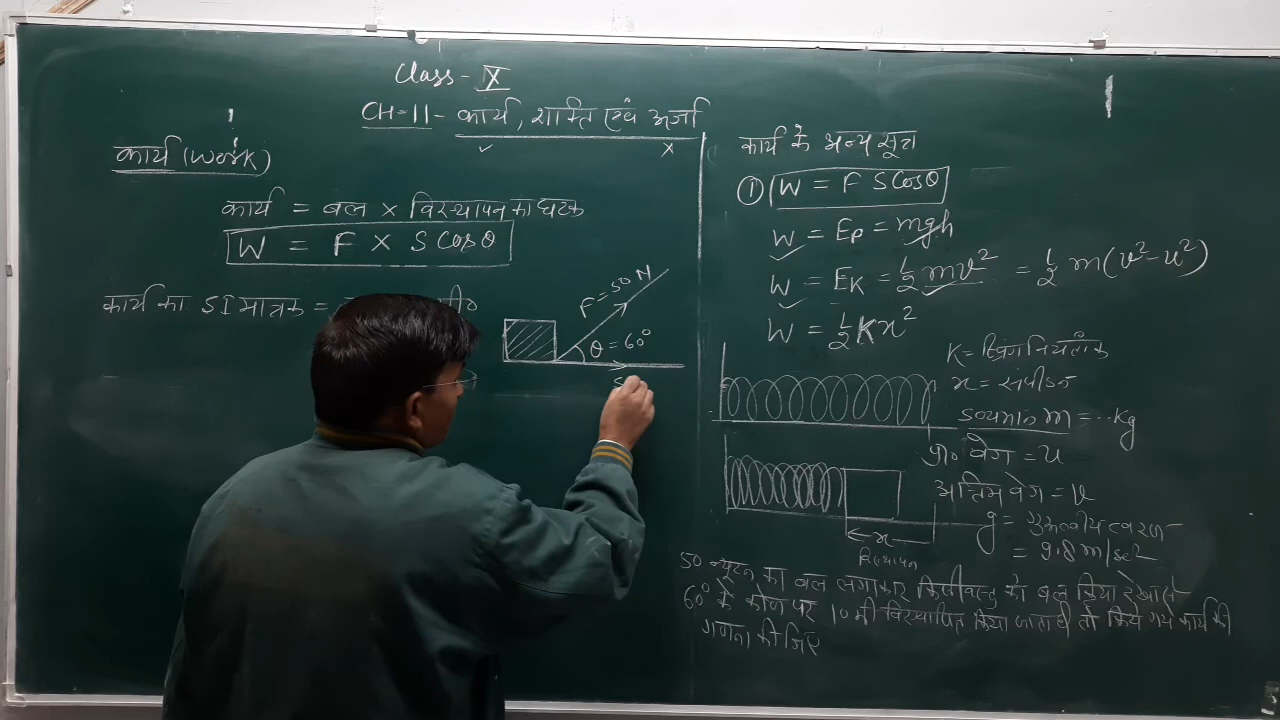 Class - X
CH-11- कार्य, शक्ति एवं ऊर्जा
कार्य (Work)
कार्य = बल × विस्थापन का घटक
W = F × S Cosθ
कार्य का SI मात्रक =
मी०
F = 50 N
θ = 60°
S
कार्य के अन्य सूत्र
① W = F S Cosθ
W = Ep = mgh
W = EK = ½ mv² = ½ m(v²-u²)
W = ½ Kx²
K = स्प्रिंग नियतांक
x = संपीडन
द्रव्यमान m = ...Kg
प्रा० वेग = u
अन्तिम वेग = v
g = गुरुत्वीय त्वरण
= 9.8 m/sec²
x
विस्थापन
50 न्यूटन का बल लगाकर किसी वस्तु को बल क्रिया रेखा से
60° के कोण पर 10 मी विस्थापित किया जाता है तो किये गये कार्य की
गणना कीजिए